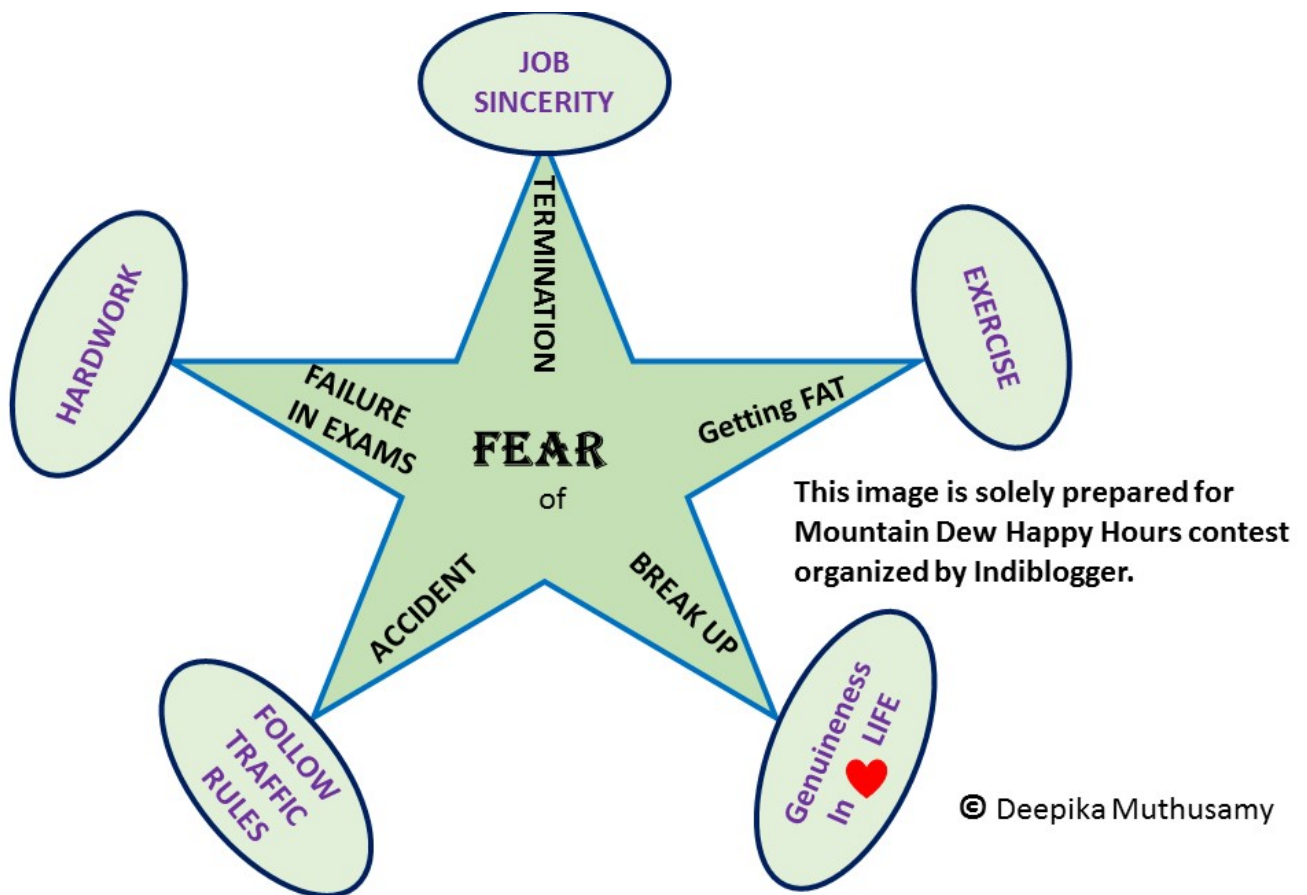 JOB
SINCERITY
TERMINATION
HARDWORK
EXERCISE
FAILURE
IN EXAMS
Getting FAT
FEAR
of
This image is solely prepared for
Mountain Dew Happy Hours contest
organized by Indiblogger.
ACCIDENT
BREAK UP
FOLLOW
TRAFFIC
RULES
Genuineness
In ❤ LIFE
© Deepika Muthusamy